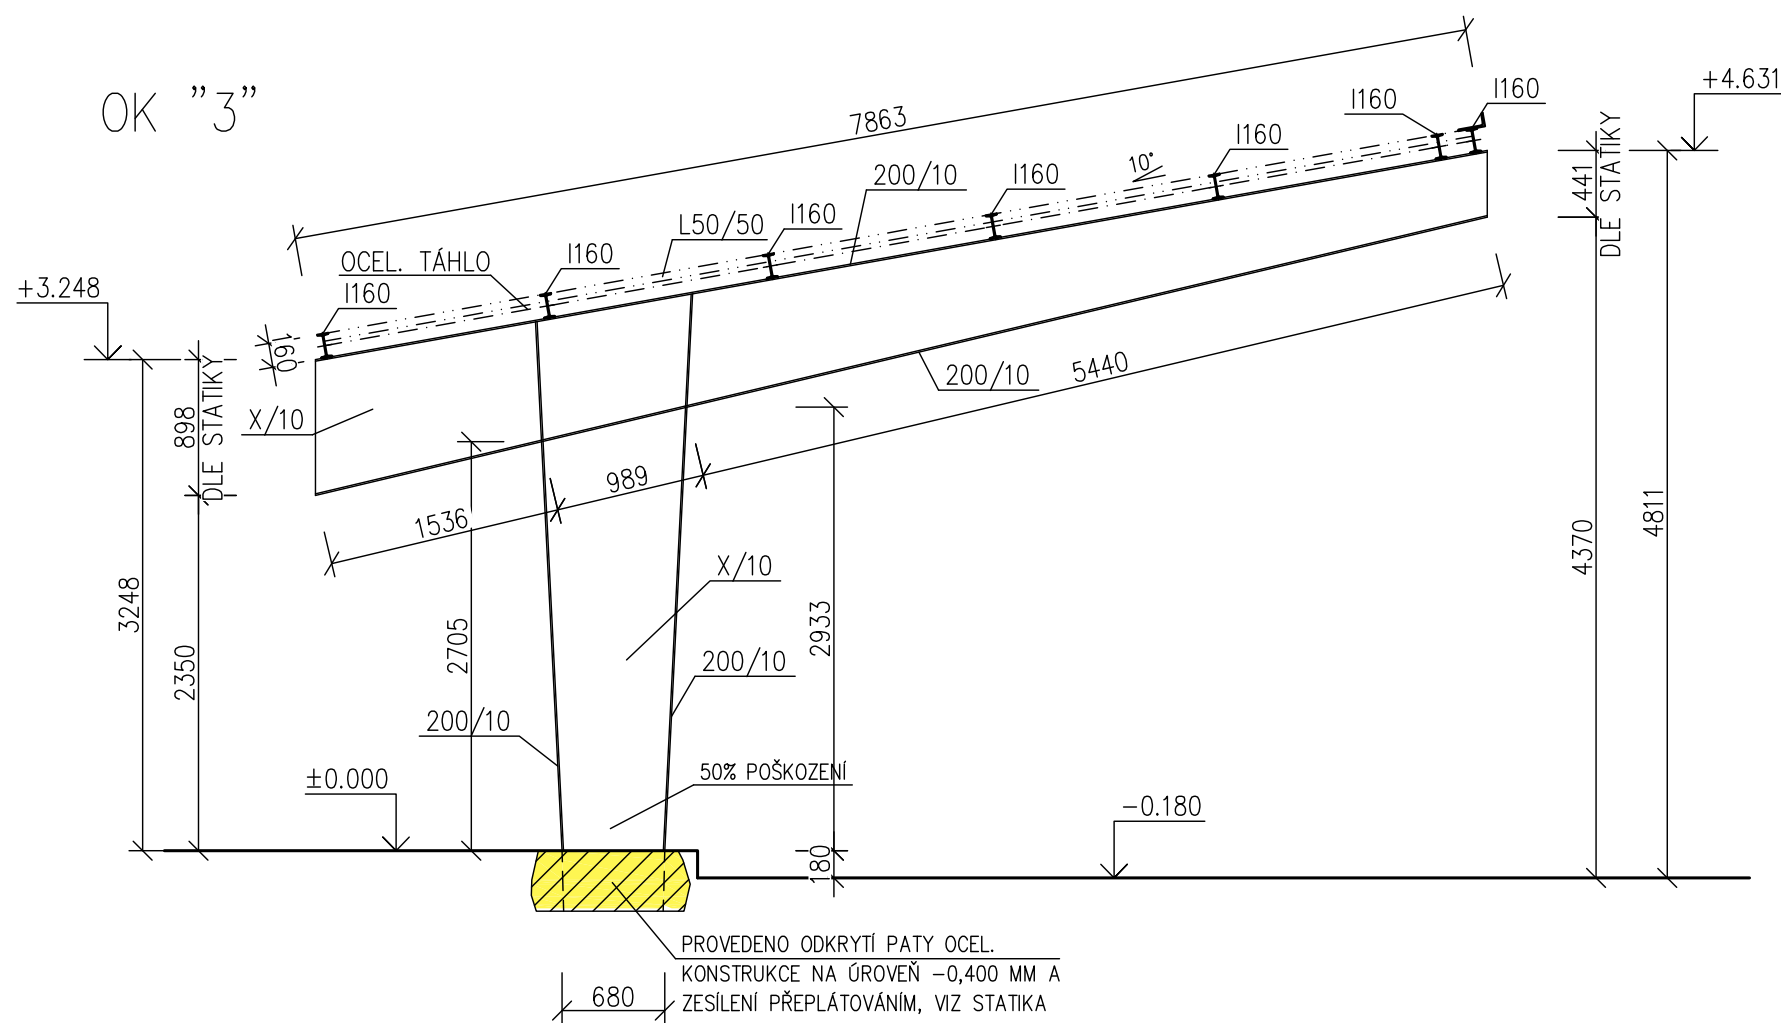 OK "3"
7863
+4.631
I160
I160
I160
10°
200/10
I160
L50/50
I160
OCEL. TÁHLO
I160
I160
+3.248
160
441
DLE STATIKY
898
DLE STATIKY
X/10
200/10
5440
989
1536
3248
2350
2705
2933
X/10
200/10
200/10
4370
4811
50% POŠKOZENÍ
±0.000
-0.180
180
PROVEDENO ODKRYTÍ PATY OCEL.
KONSTRUKCE NA ÚROVEŇ -0,400 MM A
ZESÍLENÍ PŘEPLÁTOVÁNÍM, VIZ STATIKA
680